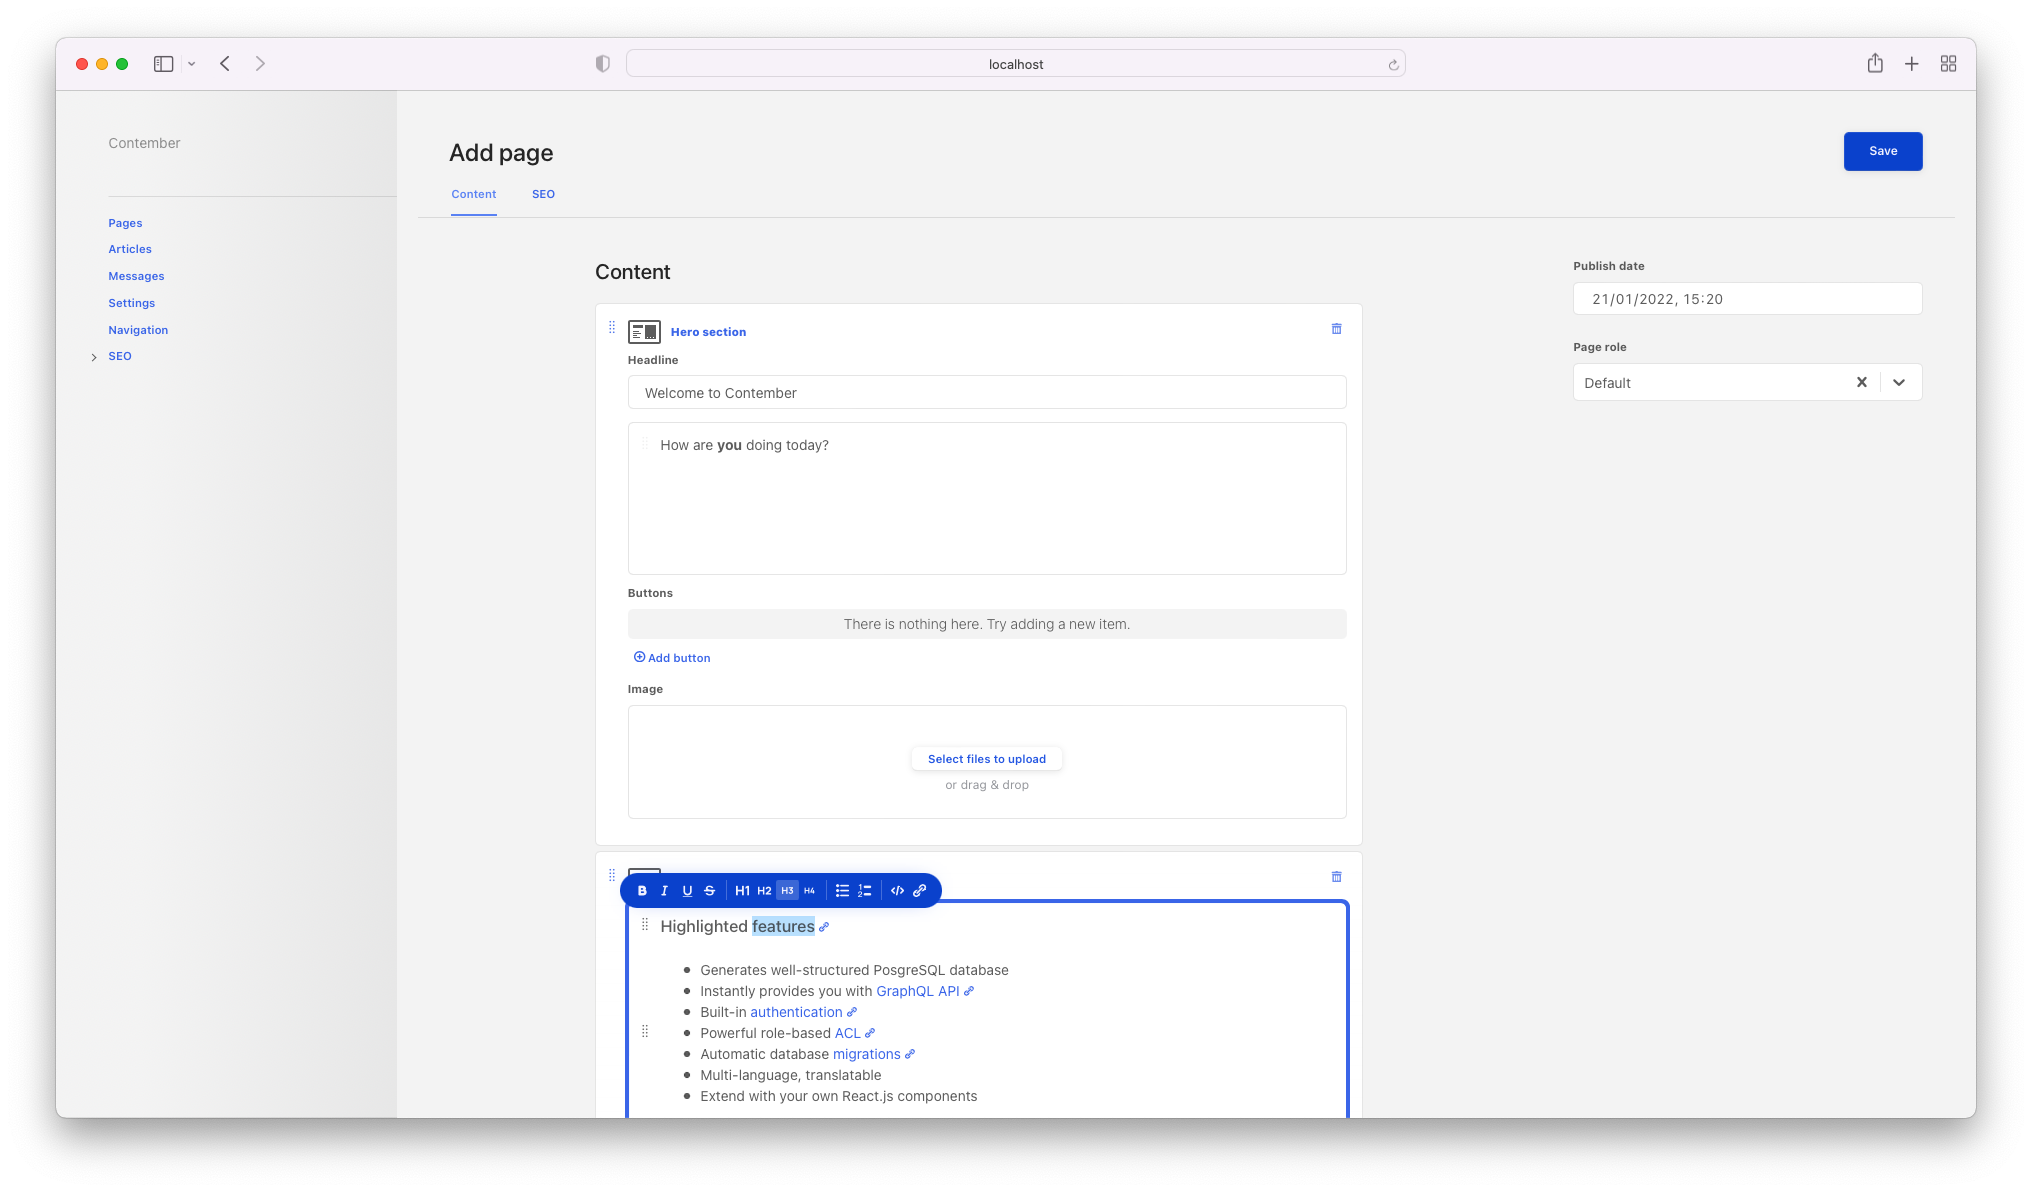 localhost
Contember
Pages
Articles
Messages
Settings
Navigation
SEO
Add page
Save
Content
SEO
Content
Hero section
Headline
Welcome to Contember
How are you doing today?
Buttons
There is nothing here. Try adding a new item.
Add button
Image
Select files to upload
or drag & drop
B I U S H1 H2 H3 H4 </>
Highlighted features
Generates well-structured PosgreSQL database
Instantly provides you with GraphQL API
Built-in authentication
Powerful role-based ACL
Automatic database migrations
Multi-language, translatable
Extend with your own React.js components
Publish date
21/01/2022, 15:20
Page role
Default